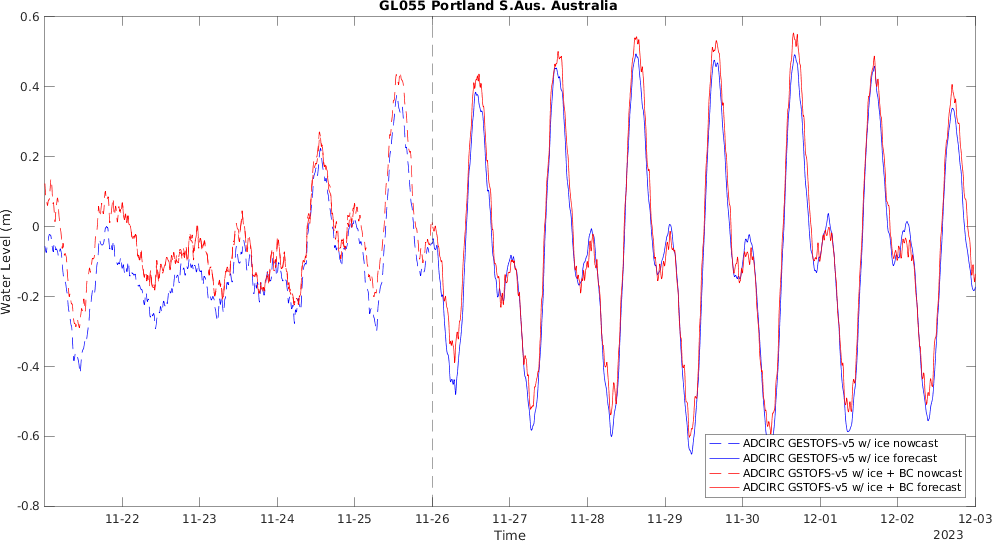 GL055 Portland S.Aus. Australia
0.6
0.4
0.2
0
-0.2
-0.4
-0.6
-0.8
Water Level (m)
ADCIRC GESTOFS-v5 w/ ice nowcast
ADCIRC GESTOFS-v5 w/ ice forecast
ADCIRC GSTOFS-v5 w/ ice + BC nowcast
ADCIRC GSTOFS-v5 w/ ice + BC forecast
11-22 11-23 11-24 11-25 11-26 11-27 11-28 11-29 11-30 12-01 12-02 12-03
Time
2023